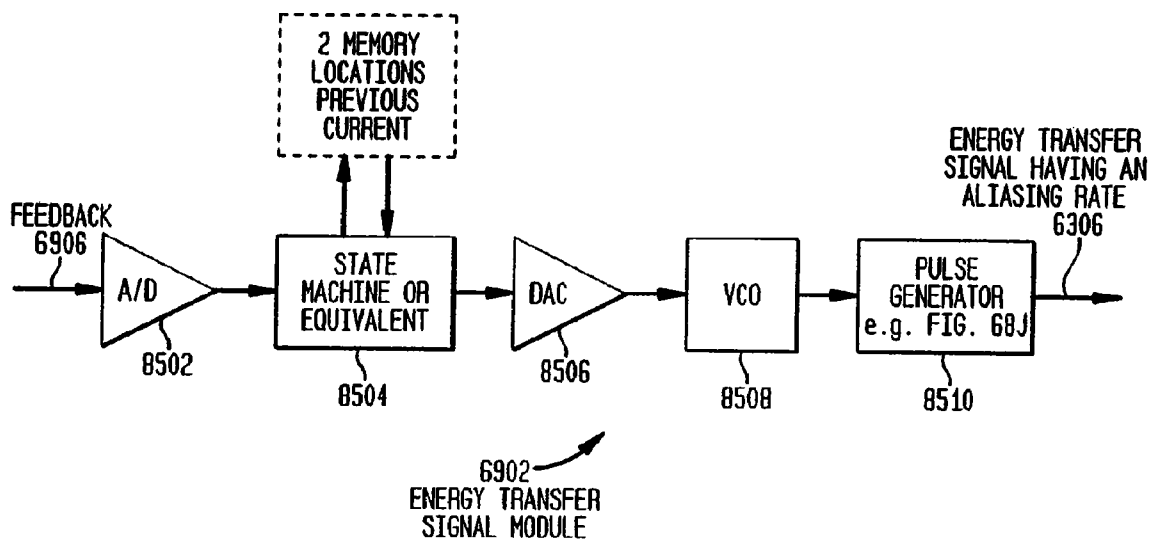 2 MEMORY
LOCATIONS
PREVIOUS
CURRENT
ENERGY TRANSFER
SIGNAL HAVING AN
ALIASING RATE
6306
FEEDBACK
6906
A/D
8502
STATE
MACHINE OR
EQUIVALENT
8504
DAC
8506
VCO
8508
PULSE
GENERATOR
e.g. FIG. 68J
8510
6902
ENERGY TRANSFER
SIGNAL MODULE